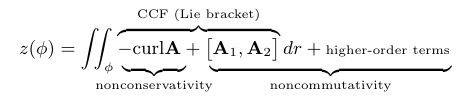 CCF (Lie bracket)
z(ϕ) = ∬_ϕ −curl𝐀 + [𝐀₁, 𝐀₂] dr + higher-order terms
nonconservativity noncommutativity